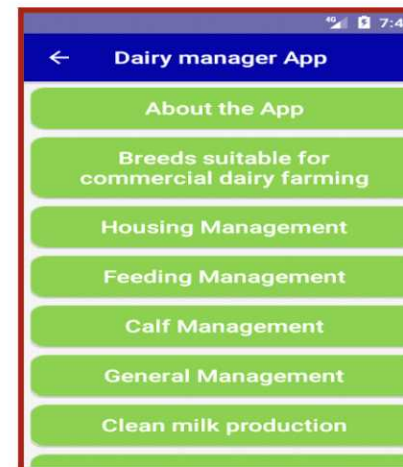 4G 7:4
Dairy manager App
About the App
Breeds suitable for
commercial dairy farming
Housing Management
Feeding Management
Calf Management
General Management
Clean milk production